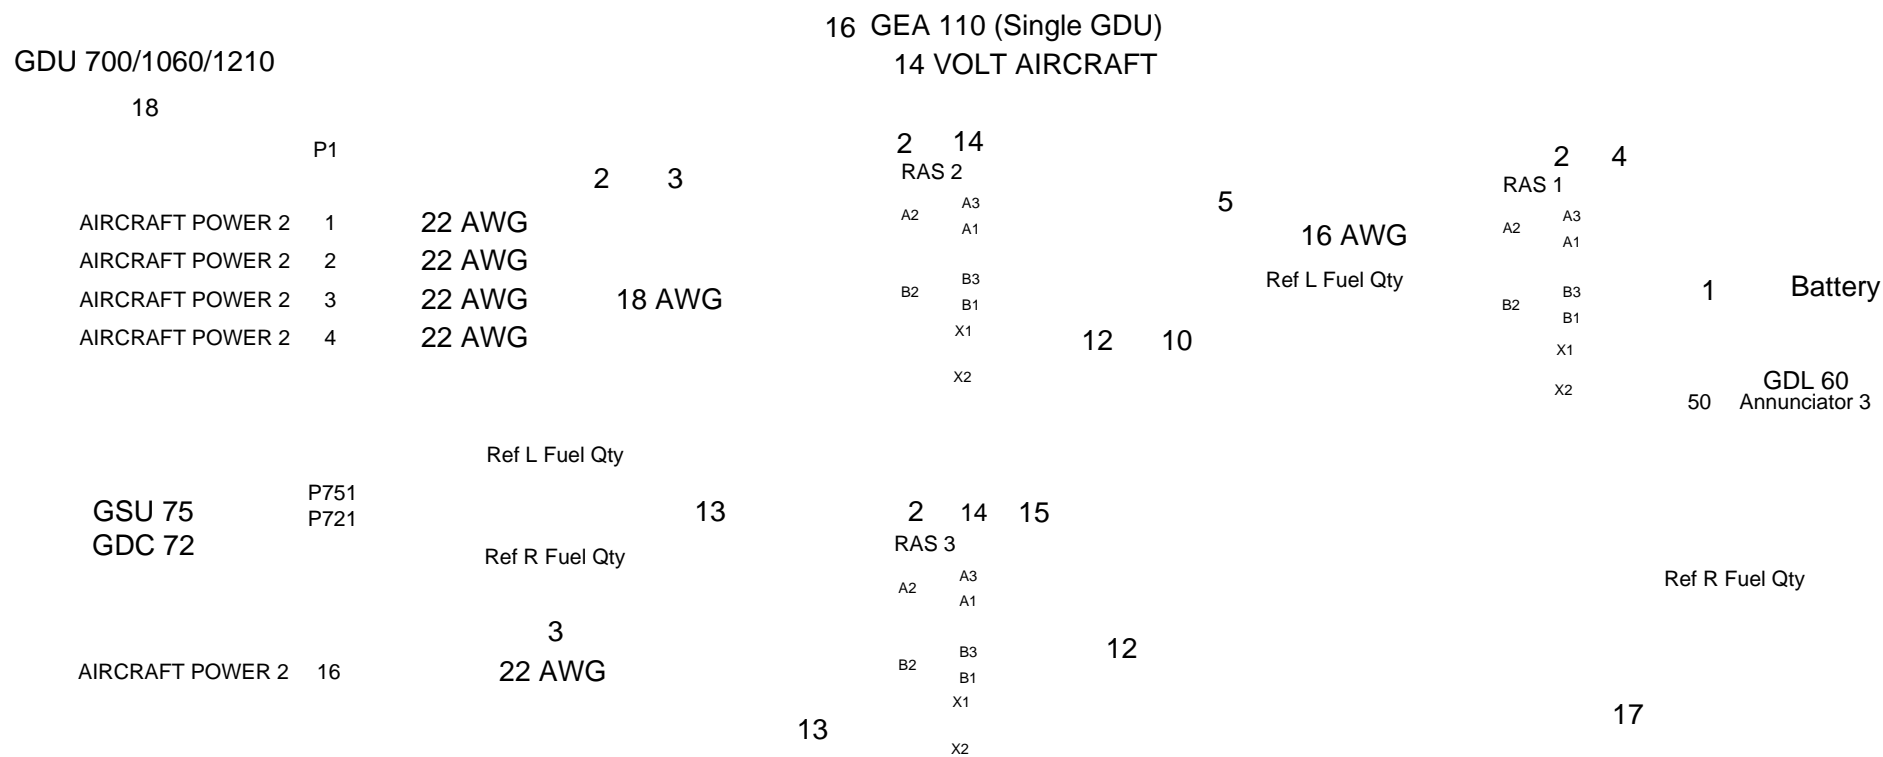 16 GEA 110 (Single GDU)
GDU 700/1060/1210
14 VOLT AIRCRAFT
18
P1
2 3
AIRCRAFT POWER 2 1 22 AWG
AIRCRAFT POWER 2 2 22 AWG
AIRCRAFT POWER 2 3 22 AWG 18 AWG
AIRCRAFT POWER 2 4 22 AWG
2 14
RAS 2
A3
A2
A1
B3
B2
B1
X1
X2
5
16 AWG
Ref L Fuel Qty
12 10
2 4
RAS 1
A3
A2
A1
B3
B2
B1
X1
X2
1 Battery
GDL 60
50 Annunciator 3
Ref L Fuel Qty
P751
GSU 75
P721
GDC 72
13
Ref R Fuel Qty
3
AIRCRAFT POWER 2 16 22 AWG
13
2 14 15
RAS 3
A3
A2
A1
B3
B2
B1
X1
X2
12
Ref R Fuel Qty
17